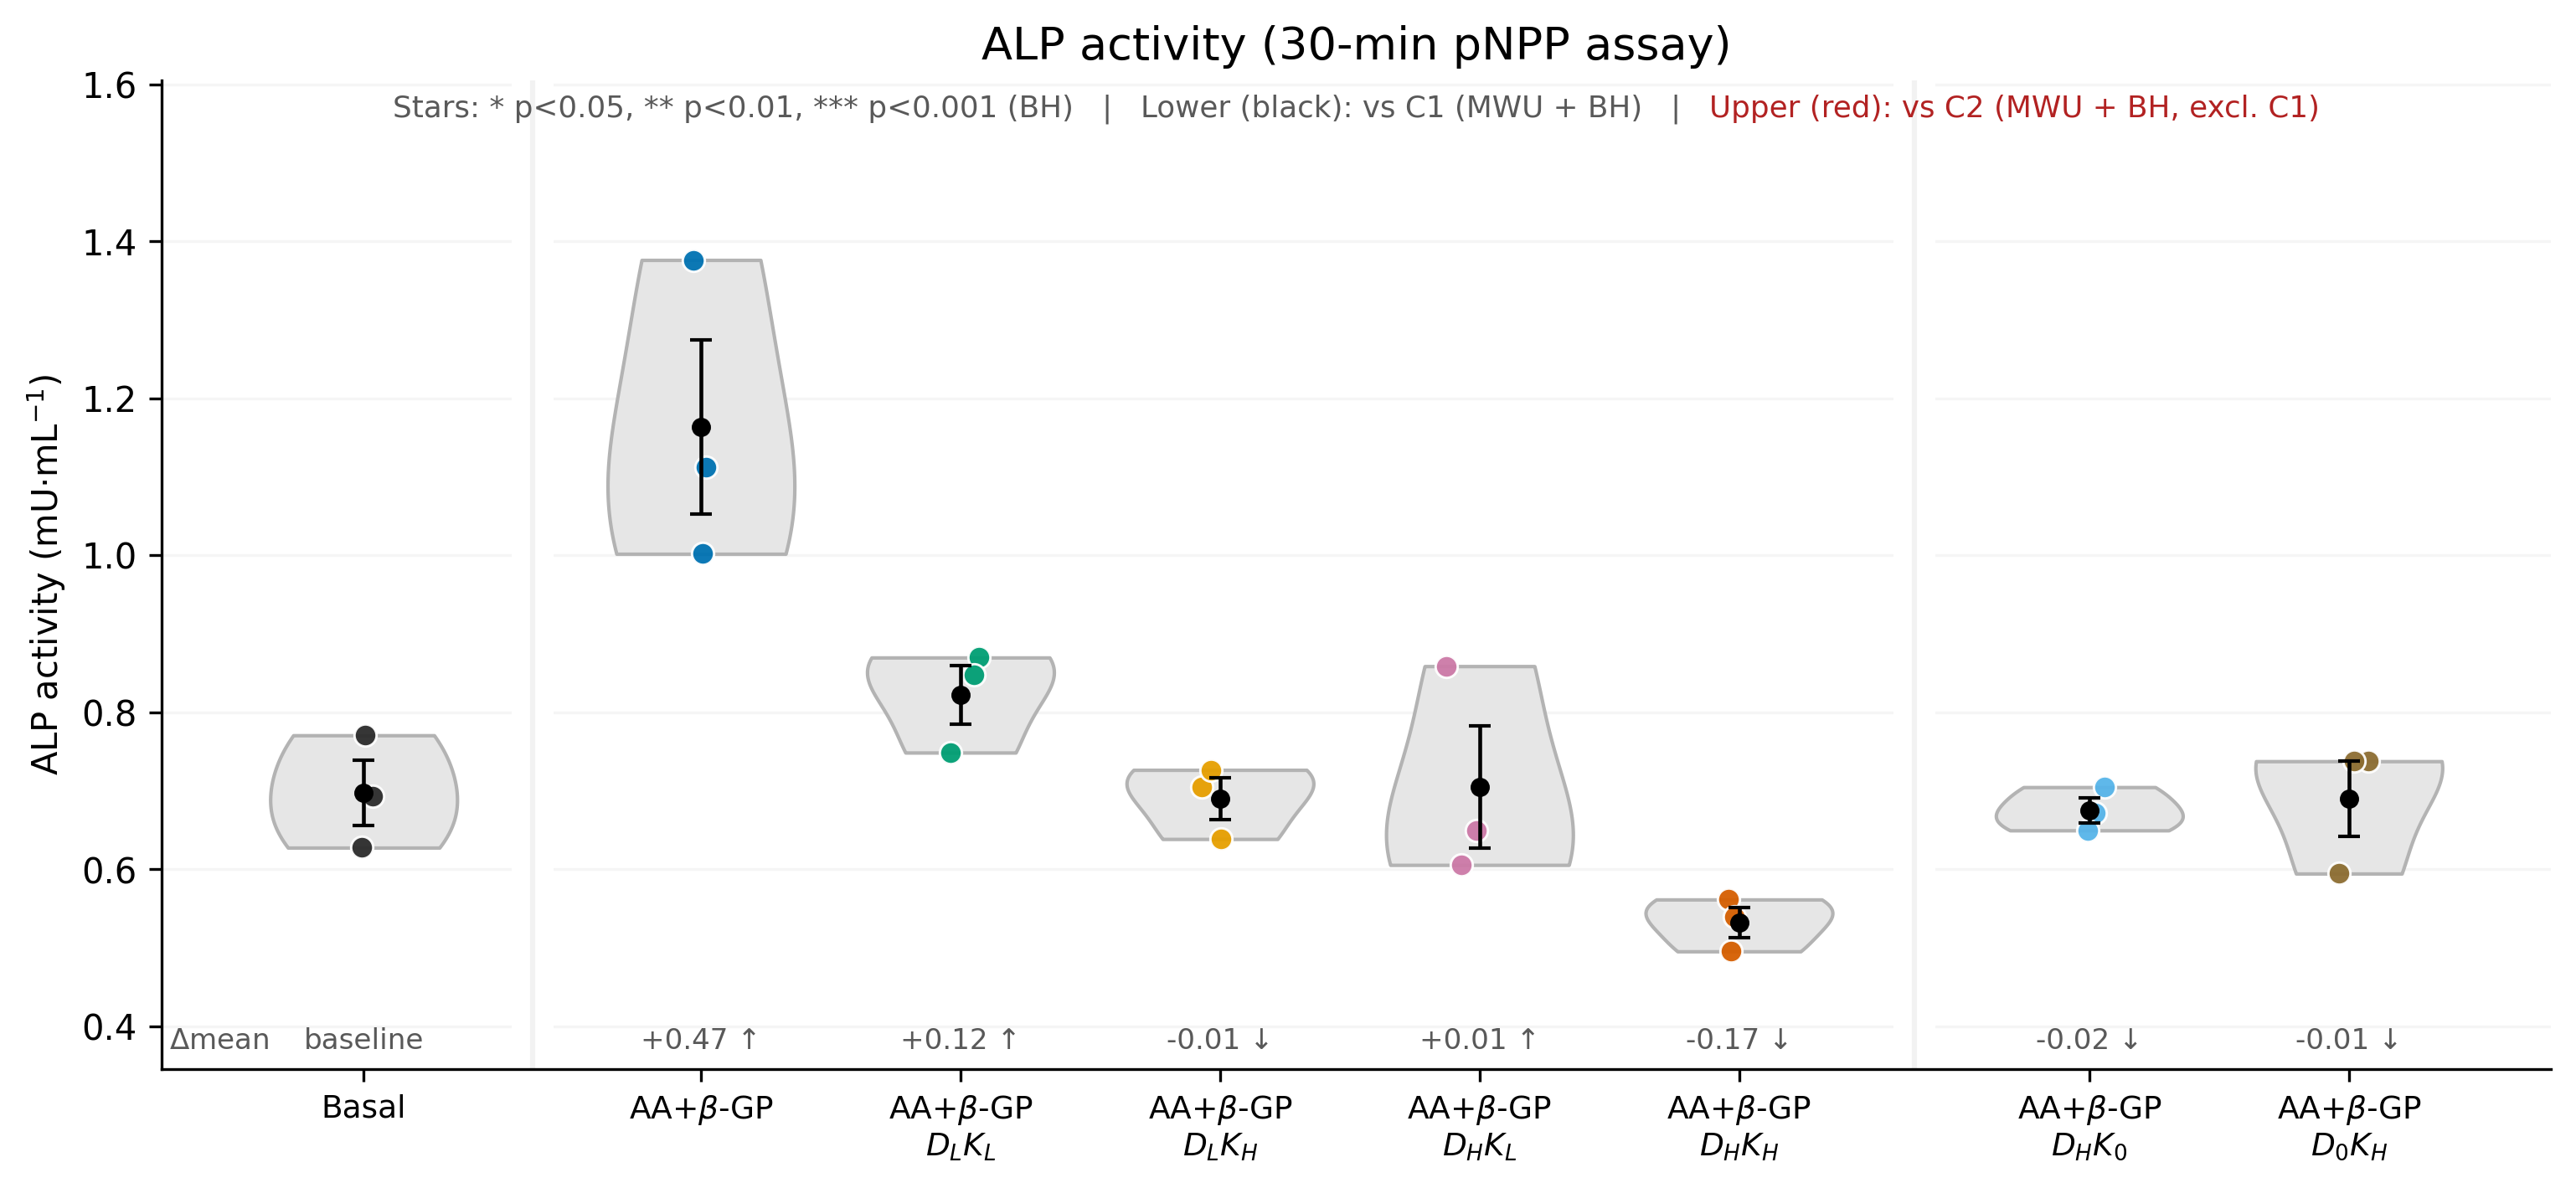 ALP activity (30-min pNPP assay)
Stars: * p<0.05, ** p<0.01, *** p<0.001 (BH) | Lower (black): vs C1 (MWU + BH) | Upper (red): vs C2 (MWU + BH, excl. C1)
ALP activity (mU·mL⁻¹)
1.6
1.4
1.2
1.0
0.8
0.6
0.4
Δmean baseline +0.47 ↑ +0.12 ↑ -0.01 ↓ +0.01 ↑ -0.17 ↓ -0.02 ↓ -0.01 ↓
Basal AA+β-GP AA+β-GP AA+β-GP AA+β-GP AA+β-GP AA+β-GP AA+β-GP
D_LK_L D_LK_H D_HK_L D_HK_H D_HK_0 D_0K_H